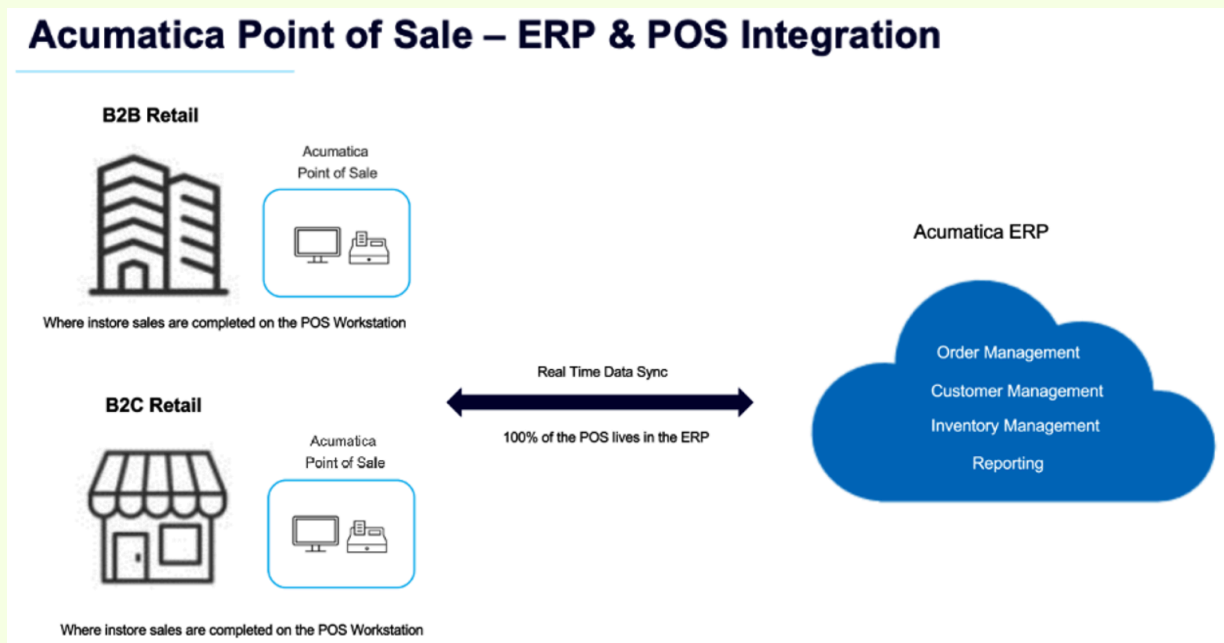 Acumatica Point of Sale – ERP & POS Integration
B2B Retail
Acumatica
Point of Sale
Where instore sales are completed on the POS Workstation
B2C Retail
Acumatica
Point of Sale
Where instore sales are completed on the POS Workstation
Real Time Data Sync
100% of the POS lives in the ERP
Acumatica ERP
Order Management
Customer Management
Inventory Management
Reporting